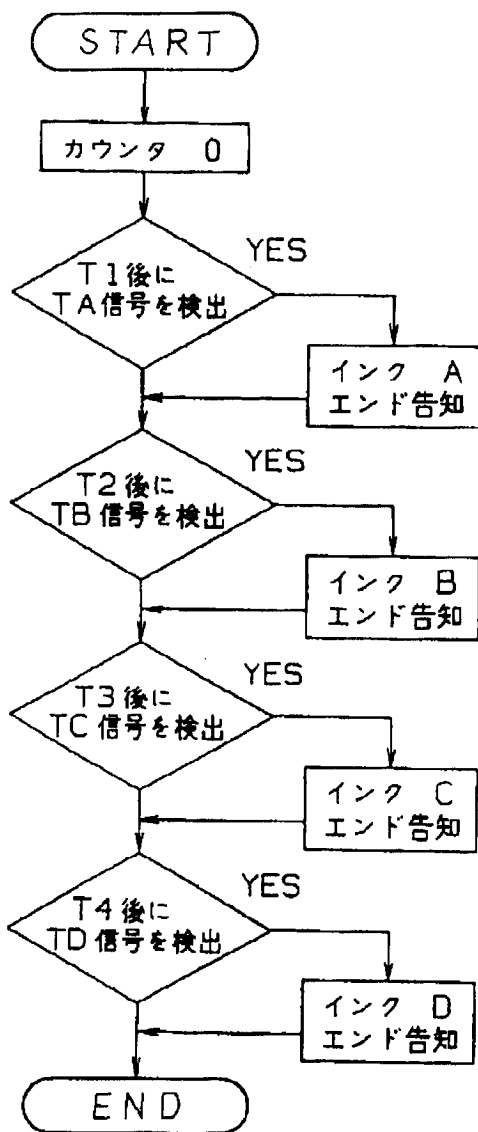 START
カウンタ 0
T1後に
TA信号を検出
YES
インク A
エンド告知
T2後に
TB信号を検出
YES
インク B
エンド告知
T3後に
TC信号を検出
YES
インク C
エンド告知
T4後に
TD信号を検出
YES
インク D
エンド告知
END